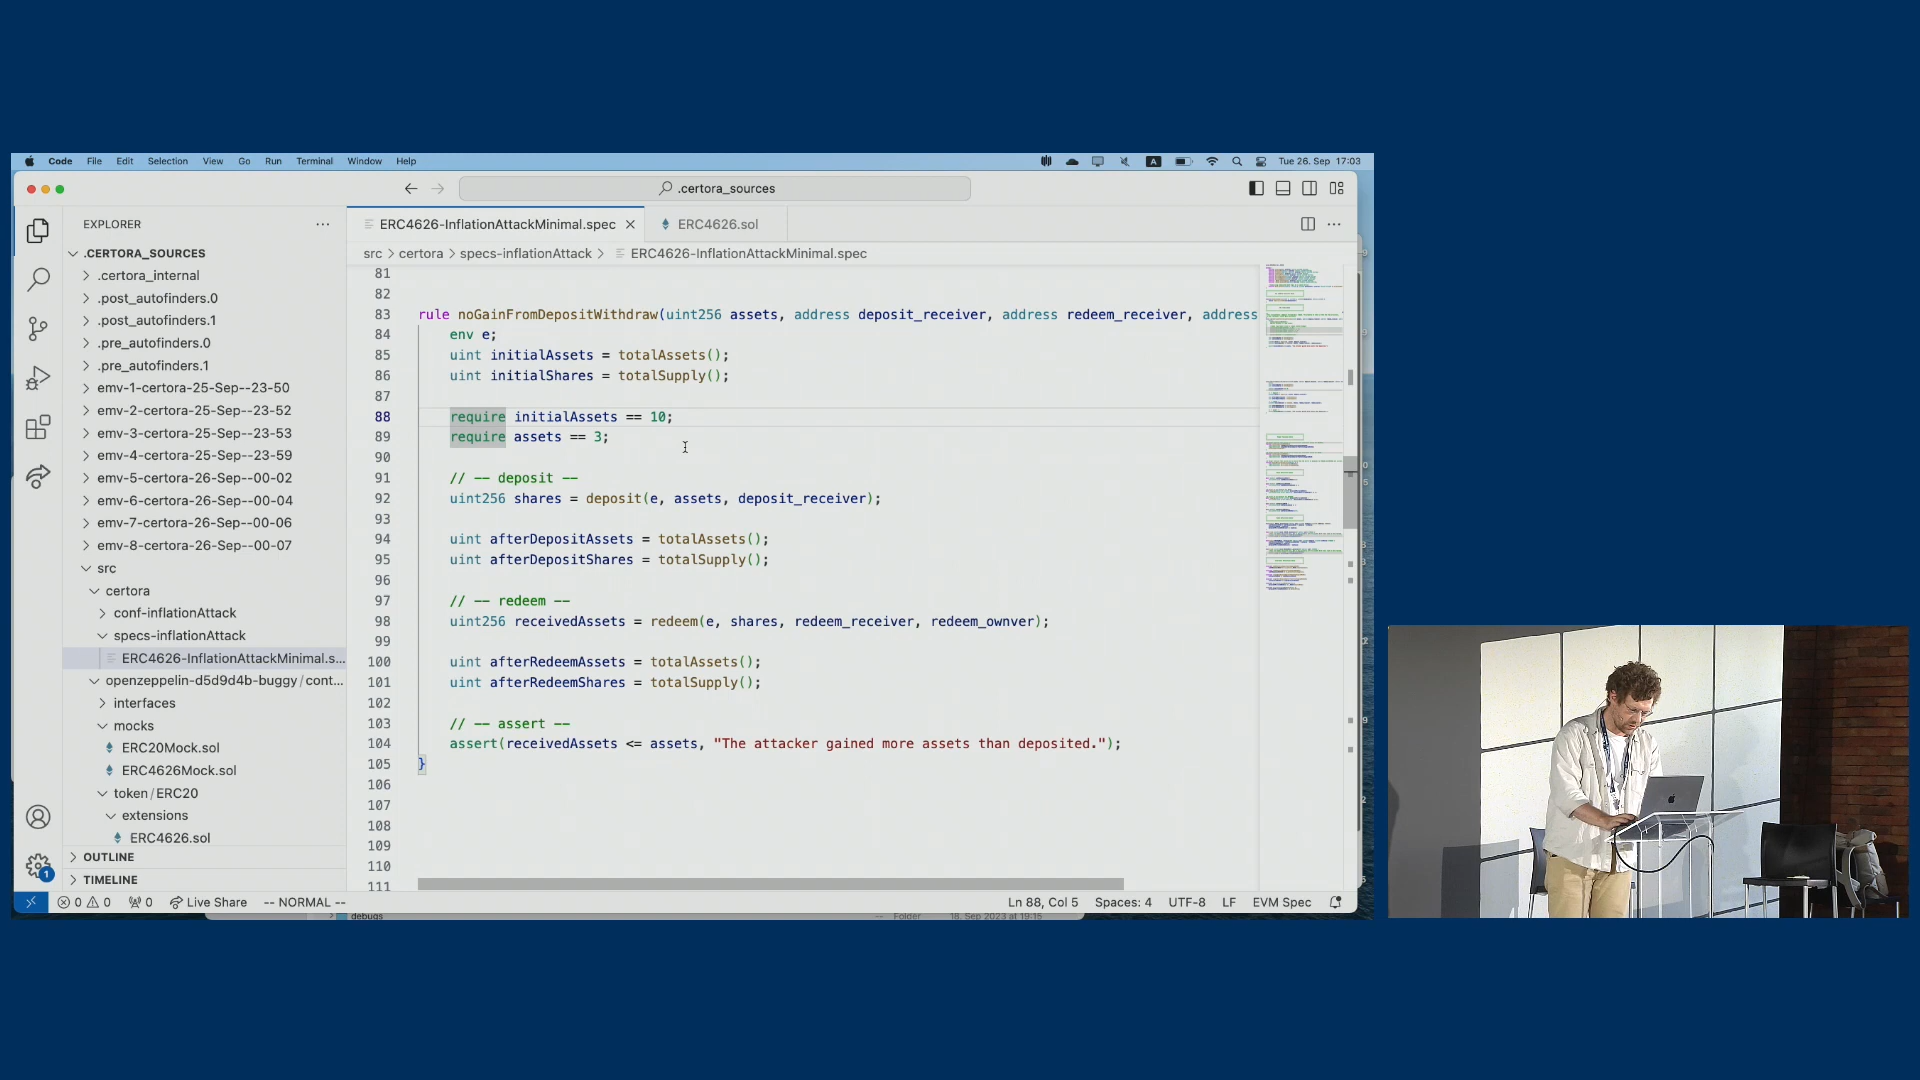 Code File Edit Selection View Go Run Terminal Window Help
A Tue 26. Sep 17:03
.certora_sources
EXPLORER
.CERTORA_SOURCES
.certora_internal
.post_autofinders.0
.post_autofinders.1
.pre_autofinders.0
.pre_autofinders.1
emv-1-certora-25-Sep--23-50
emv-2-certora-25-Sep--23-52
emv-3-certora-25-Sep--23-53
emv-4-certora-25-Sep--23-59
emv-5-certora-26-Sep--00-02
emv-6-certora-26-Sep--00-04
emv-7-certora-26-Sep--00-06
emv-8-certora-26-Sep--00-07
src
certora
conf-inflationAttack
specs-inflationAttack
ERC4626-InflationAttackMinimal.s...
openzeppelin-d5d9d4b-buggy/cont...
interfaces
mocks
ERC20Mock.sol
ERC4626Mock.sol
token/ERC20
extensions
ERC4626.sol
OUTLINE
TIMELINE
ERC4626-InflationAttackMinimal.spec
ERC4626.sol
src > certora > specs-inflationAttack > ERC4626-InflationAttackMinimal.spec
81
82
83 rule noGainFromDepositWithdraw(uint256 assets, address deposit_receiver, address redeem_receiver, address
84 env e;
85 uint initialAssets = totalAssets();
86 uint initialShares = totalSupply();
87
88 require initialAssets == 10;
89 require assets == 3;
90
91 // -- deposit --
92 uint256 shares = deposit(e, assets, deposit_receiver);
93
94 uint afterDepositAssets = totalAssets();
95 uint afterDepositShares = totalSupply();
96
97 // -- redeem --
98 uint256 receivedAssets = redeem(e, shares, redeem_receiver, redeem_ownver);
99
100 uint afterRedeemAssets = totalAssets();
101 uint afterRedeemShares = totalSupply();
102
103 // -- assert --
104 assert(receivedAssets <= assets, "The attacker gained more assets than deposited.");
105 }
106
107
108
109
110
111
1
0 0 0 Live Share -- NORMAL -- Ln 88, Col 5 Spaces: 4 UTF-8 LF EVM Spec
debugs -- Folder 18. Sep 2023 at 19:15